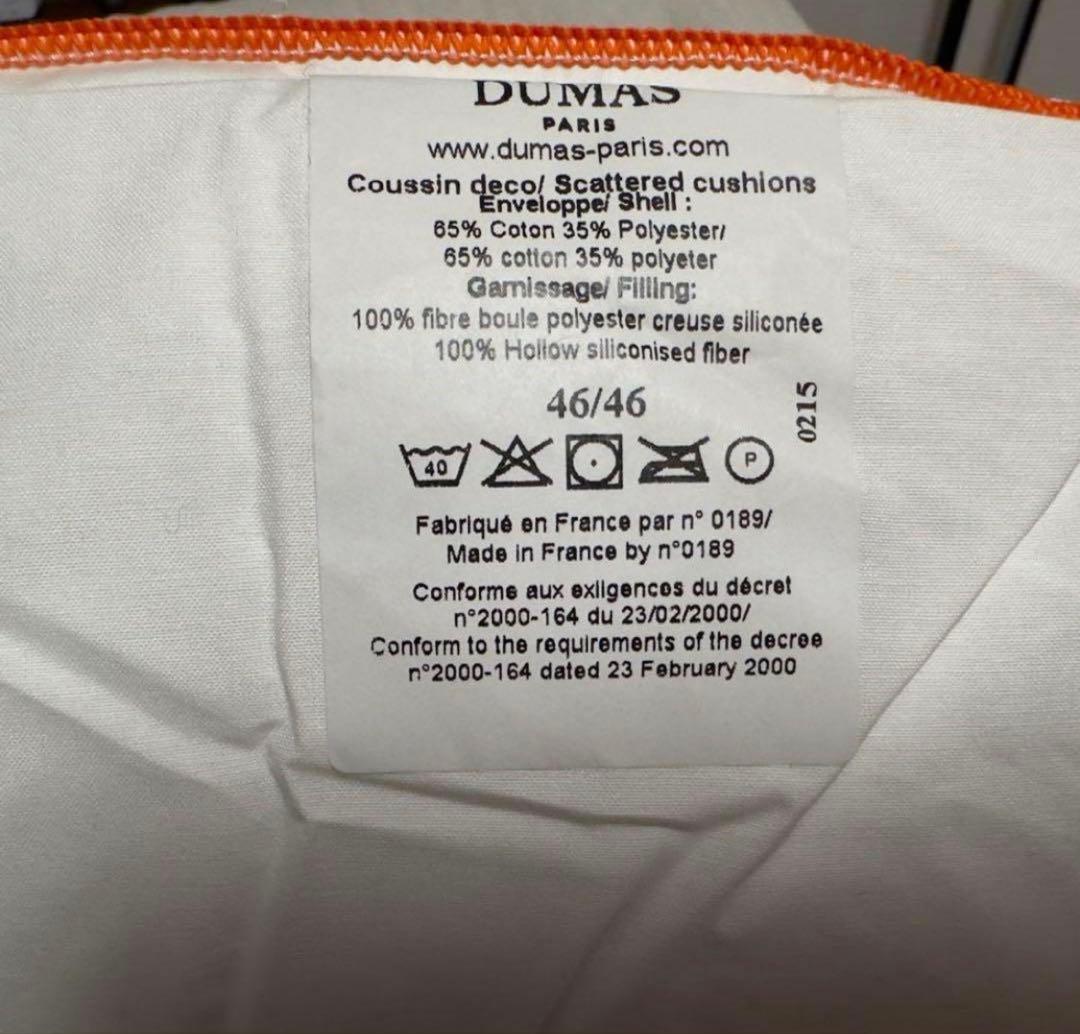 DUMAS
PARIS
www.dumas-paris.com
Coussin deco/ Scattered cushions
Enveloppe/ Shell :
65% Coton 35% Polyester/
65% cotton 35% polyeter
Garnissage/ Filling:
100% fibre boule polyester creuse siliconée
100% Hollow siliconised fiber
46/46
0215
40
P
Fabriqué en France par n° 0189/
Made in France by n°0189
Conforme aux exiigences du décret
n°2000-164 du 23/02/2000/
Conform to the requirements of the decree
n°2000-164 dated 23 February 2000